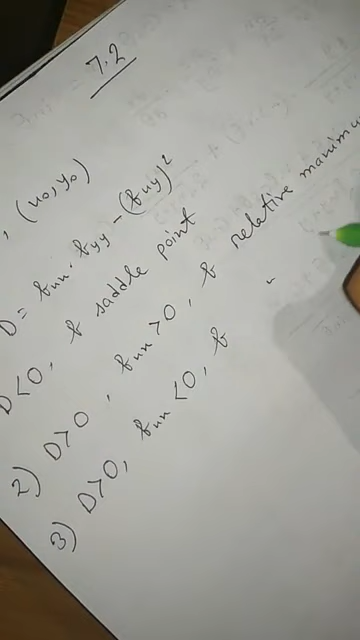 7.2
, (x₀, y₀)
D = fxx · fyy − (fxy)²
D < 0, f saddle point
2) D > 0, fxx > 0, f relative maximu
3) D > 0, fxx < 0, f "